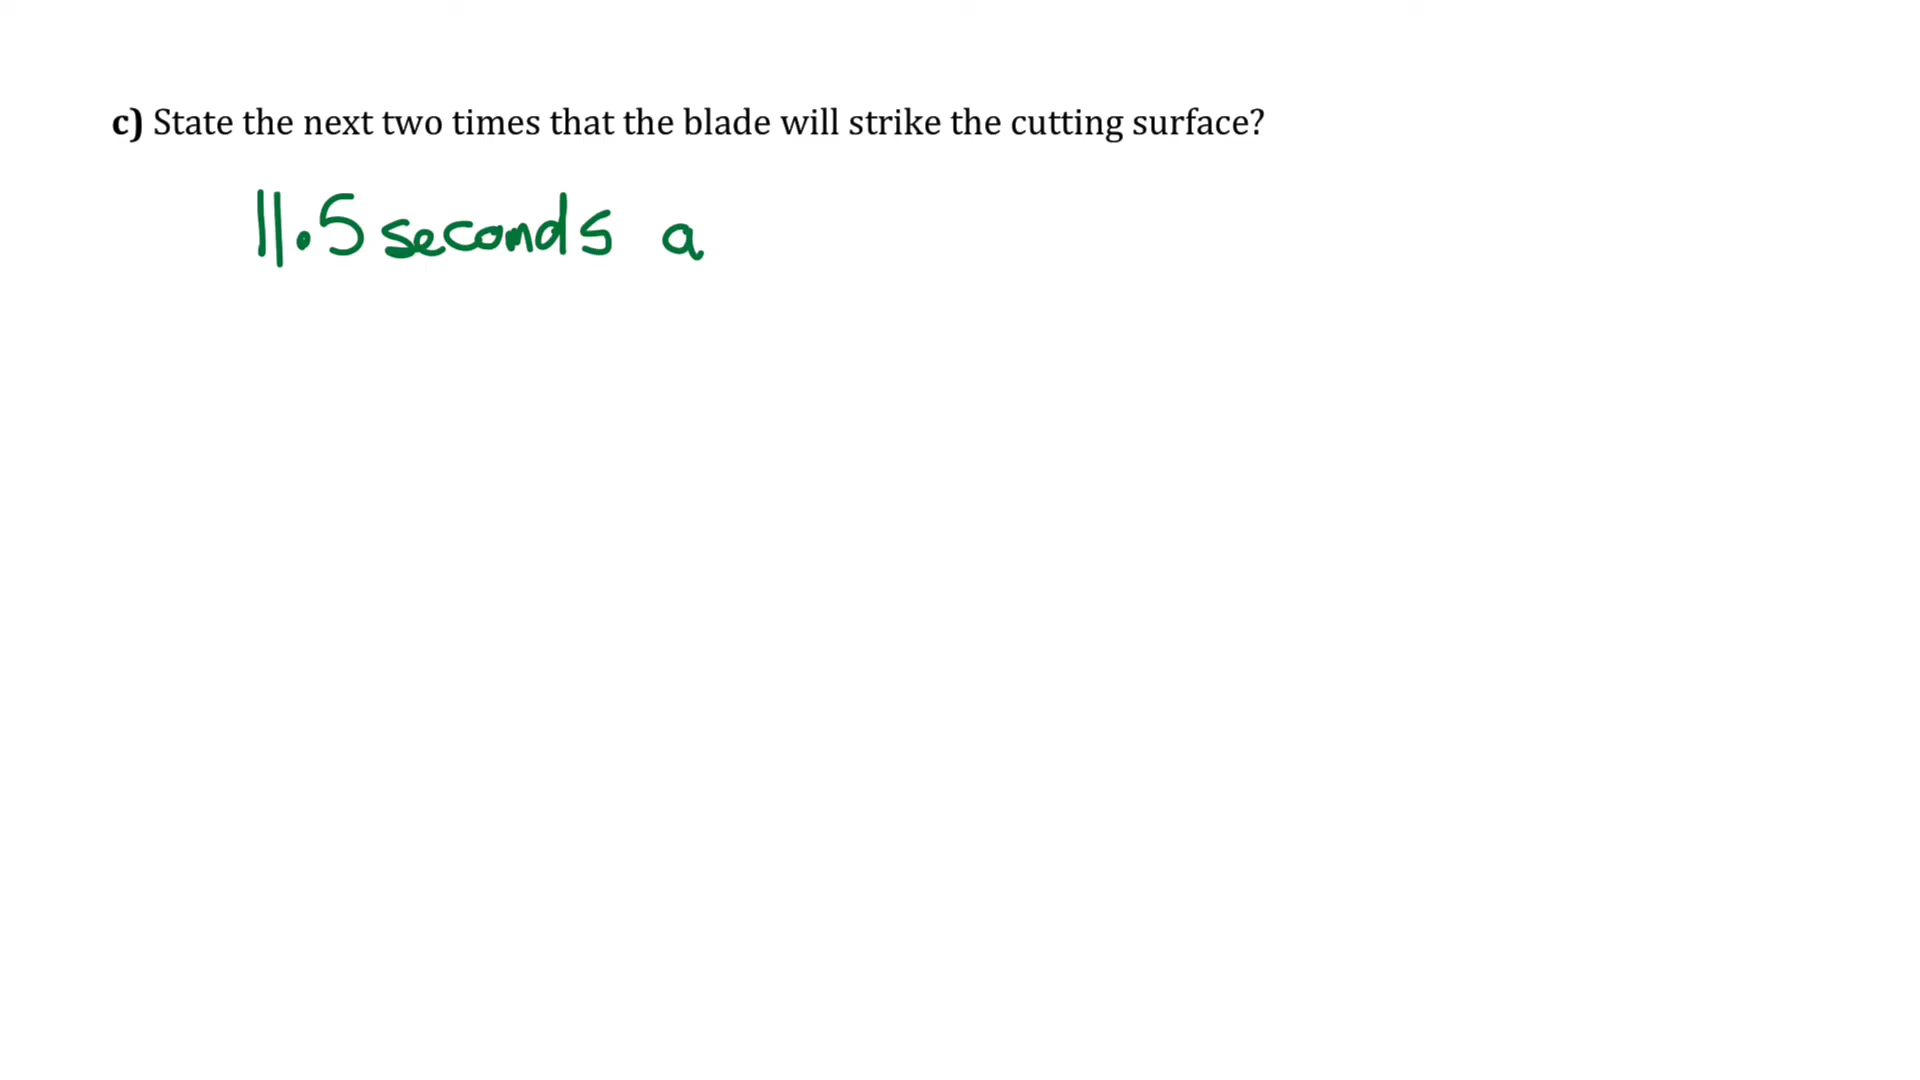 c) State the next two times that the blade will strike the cutting surface?
11.5 seconds a